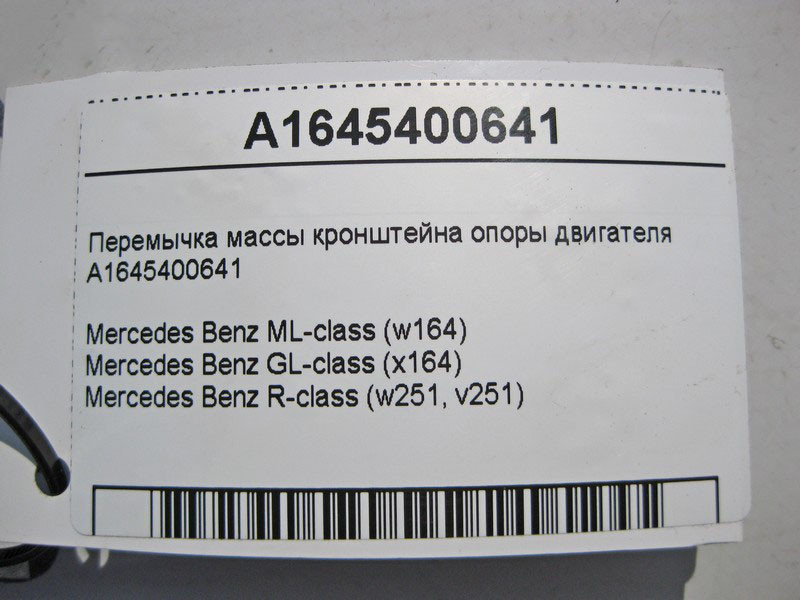 A1645400641
Перемычка массы кронштейна опоры двигателя
A1645400641
Mercedes Benz ML-class (w164)
Mercedes Benz GL-class (x164)
Mercedes Benz R-class (w251, v251)